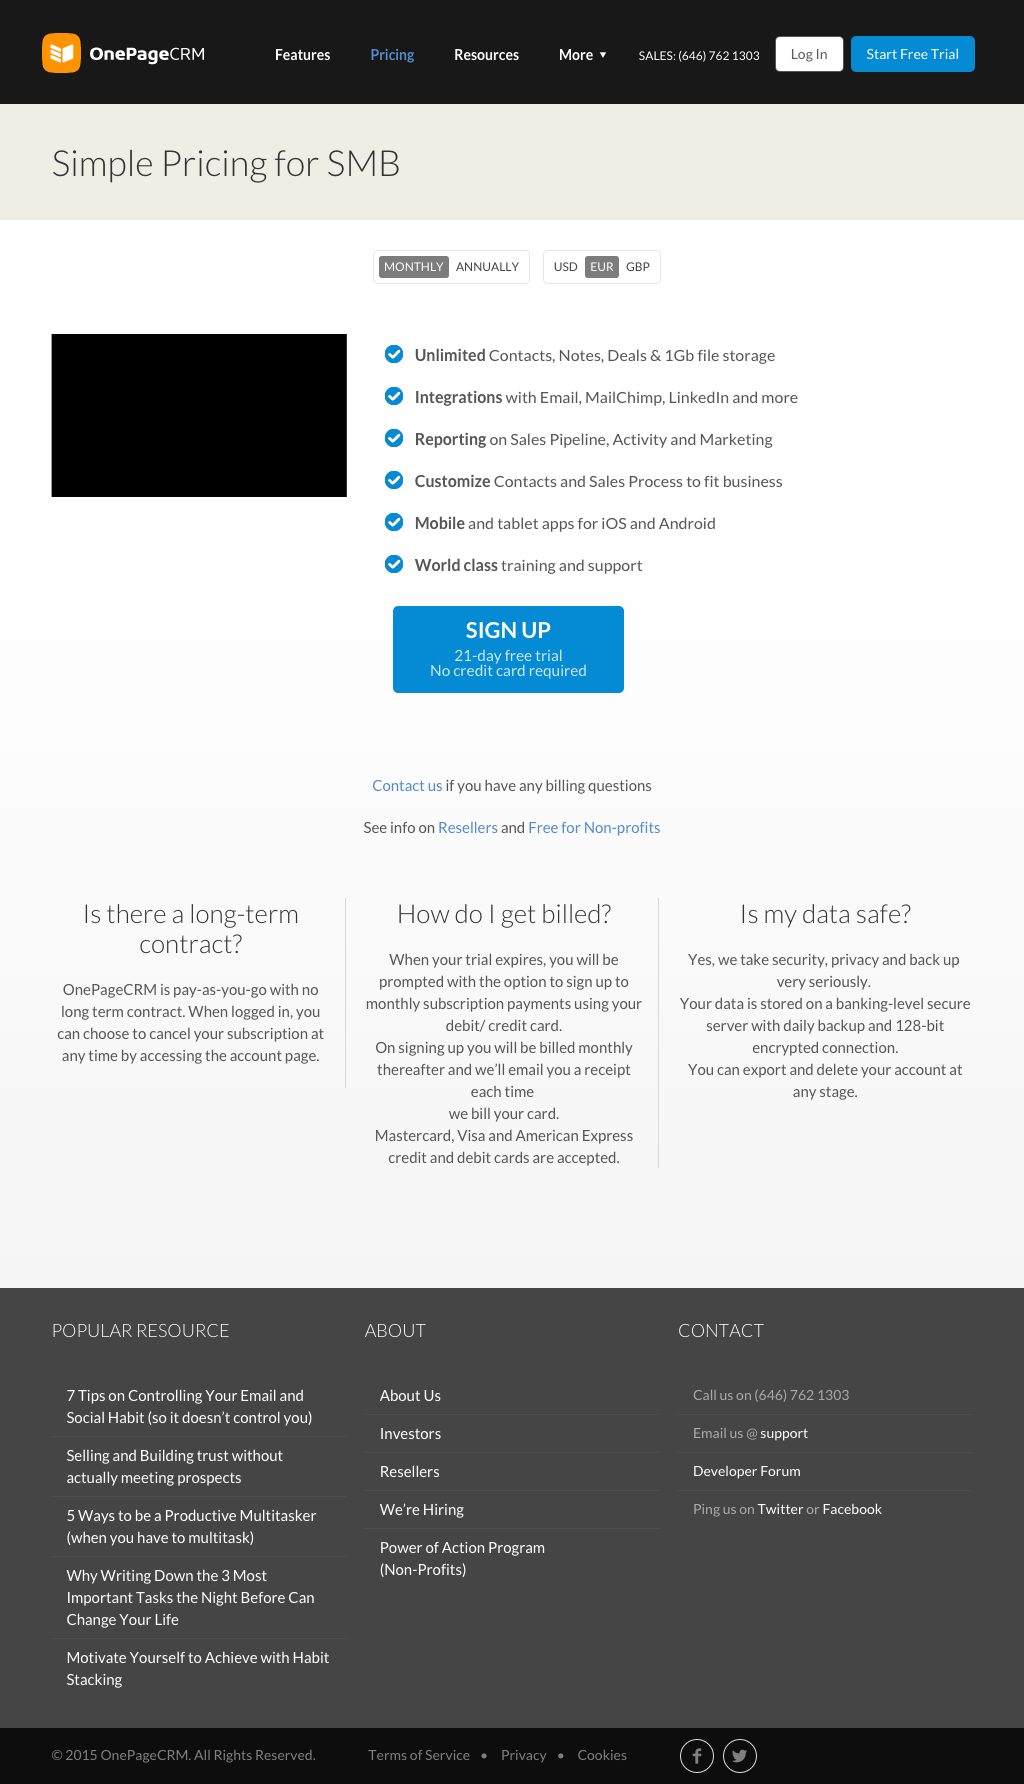 OnePageCRM
Features
Pricing
Resources
More
SALES: (646) 762 1303
Log In
Start Free Trial
Simple Pricing for SMB
MONTHLY ANNUALLY
USD EUR GBP
Unlimited Contacts, Notes, Deals & 1Gb file storage
Integrations with Email, MailChimp, LinkedIn and more
Reporting on Sales Pipeline, Activity and Marketing
Customize Contacts and Sales Process to fit business
Mobile and tablet apps for iOS and Android
World class training and support
SIGN UP
21-day free trial
No credit card required
Contact us if you have any billing questions
See info on Resellers and Free for Non-profits
Is there a long-term
contract?
OnePageCRM is pay-as-you-go with no
long term contract. When logged in, you
can choose to cancel your subscription at
any time by accessing the account page.
How do I get billed?
When your trial expires, you will be
prompted with the option to sign up to
monthly subscription payments using your
debit/ credit card.
On signing up you will be billed monthly
thereafter and we’ll email you a receipt
each time
we bill your card.
Mastercard, Visa and American Express
credit and debit cards are accepted.
Is my data safe?
Yes, we take security, privacy and back up
very seriously.
Your data is stored on a banking-level secure
server with daily backup and 128-bit
encrypted connection.
You can export and delete your account at
any stage.
POPULAR RESOURCE
7 Tips on Controlling Your Email and
Social Habit (so it doesn’t control you)
Selling and Building trust without
actually meeting prospects
5 Ways to be a Productive Multitasker
(when you have to multitask)
Why Writing Down the 3 Most
Important Tasks the Night Before Can
Change Your Life
Motivate Yourself to Achieve with Habit
Stacking
ABOUT
About Us
Investors
Resellers
We’re Hiring
Power of Action Program
(Non-Profits)
CONTACT
Call us on (646) 762 1303
Email us @ support
Developer Forum
Ping us on Twitter or Facebook
© 2015 OnePageCRM. All Rights Reserved.
Terms of Service • Privacy • Cookies